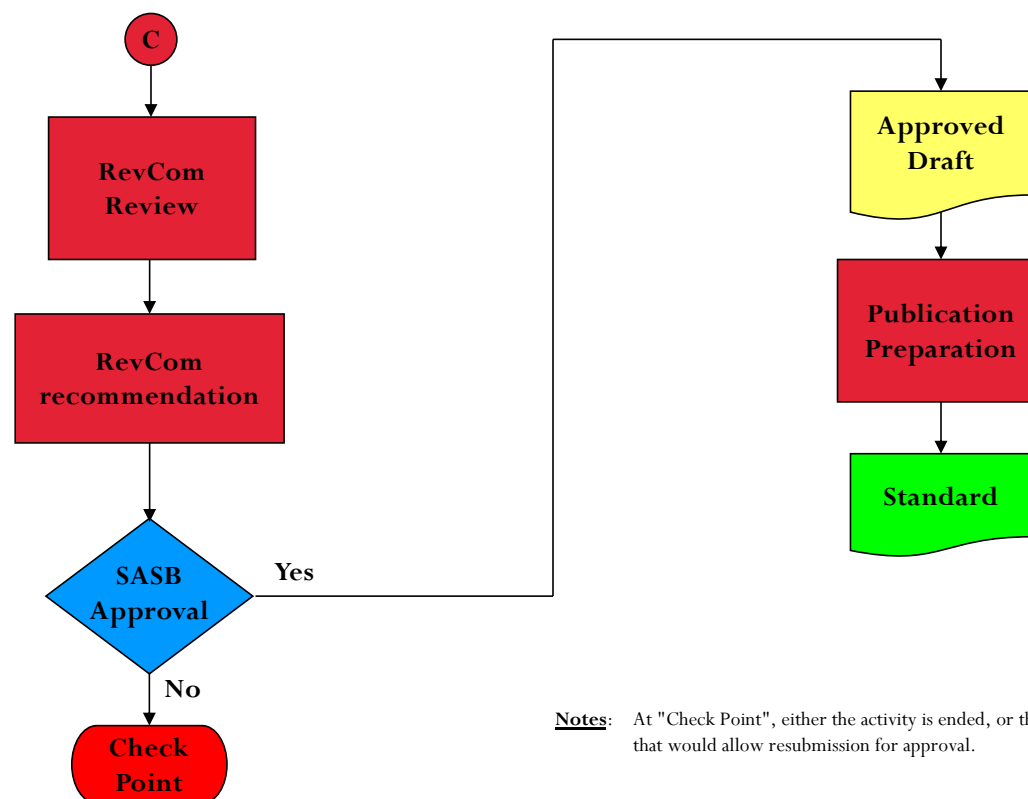 C
RevCom
Review
RevCom
recommendation
SASB
Approval
Yes
No
Check
Point
Approved
Draft
Publication
Preparation
Standard
Notes: At "Check Point", either the activity is ended, or
that would allow resubmission for approval.